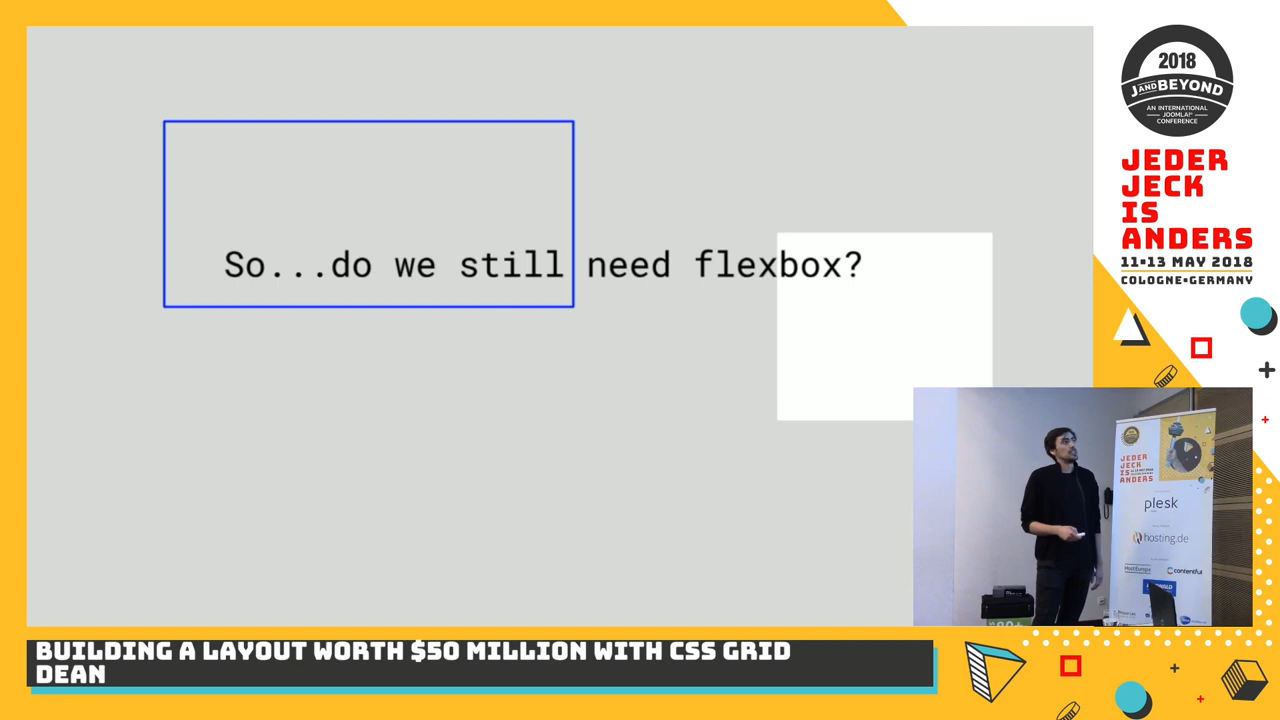 So...do we still need flexbox?
2018
J AND BEYOND
AN INTERNATIONAL
JOOMLA!®
CONFERENCE
JEDER
JECK
IS
ANDERS
11-13 MAY 2018
COLOGNE▪GERMANY
JEDER
JECK
IS
ANDERS
plesk
hosting.de
HostEurope
contentful
BUILDING A LAYOUT WORTH $50 MILLION WITH CSS GRID
DEAN